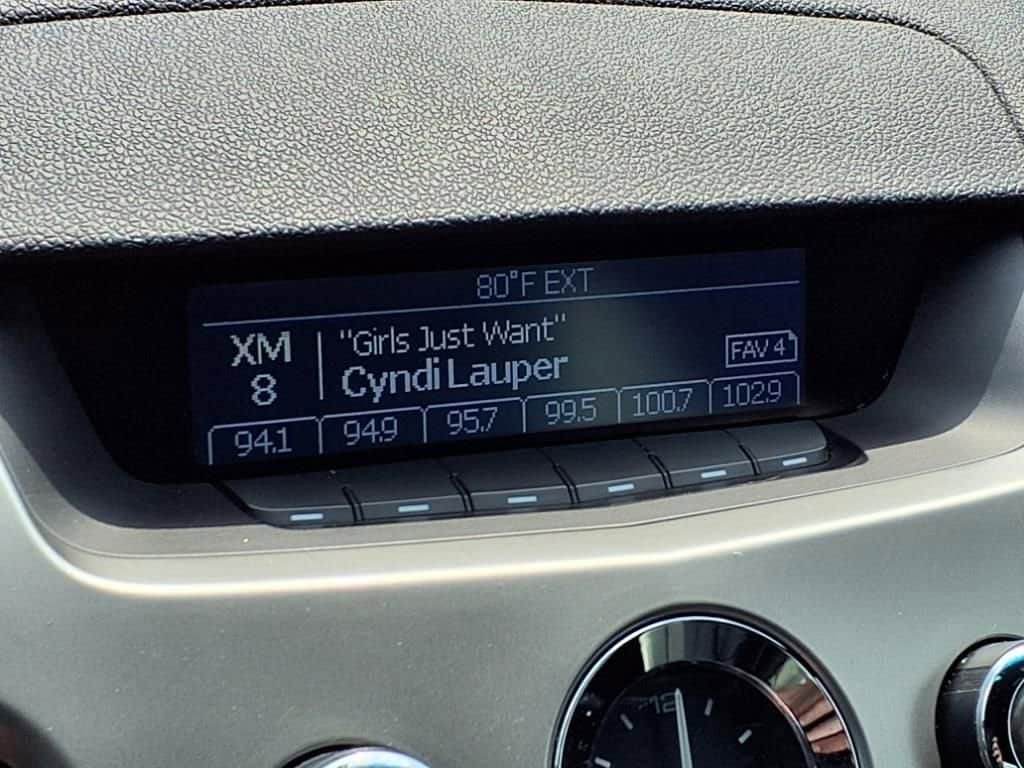 80°F EXT
XM
8
"Girls Just Want"
Cyndi Lauper
FAV 4
94.1 94.9 95.7 99.5 100.7 102.9
12